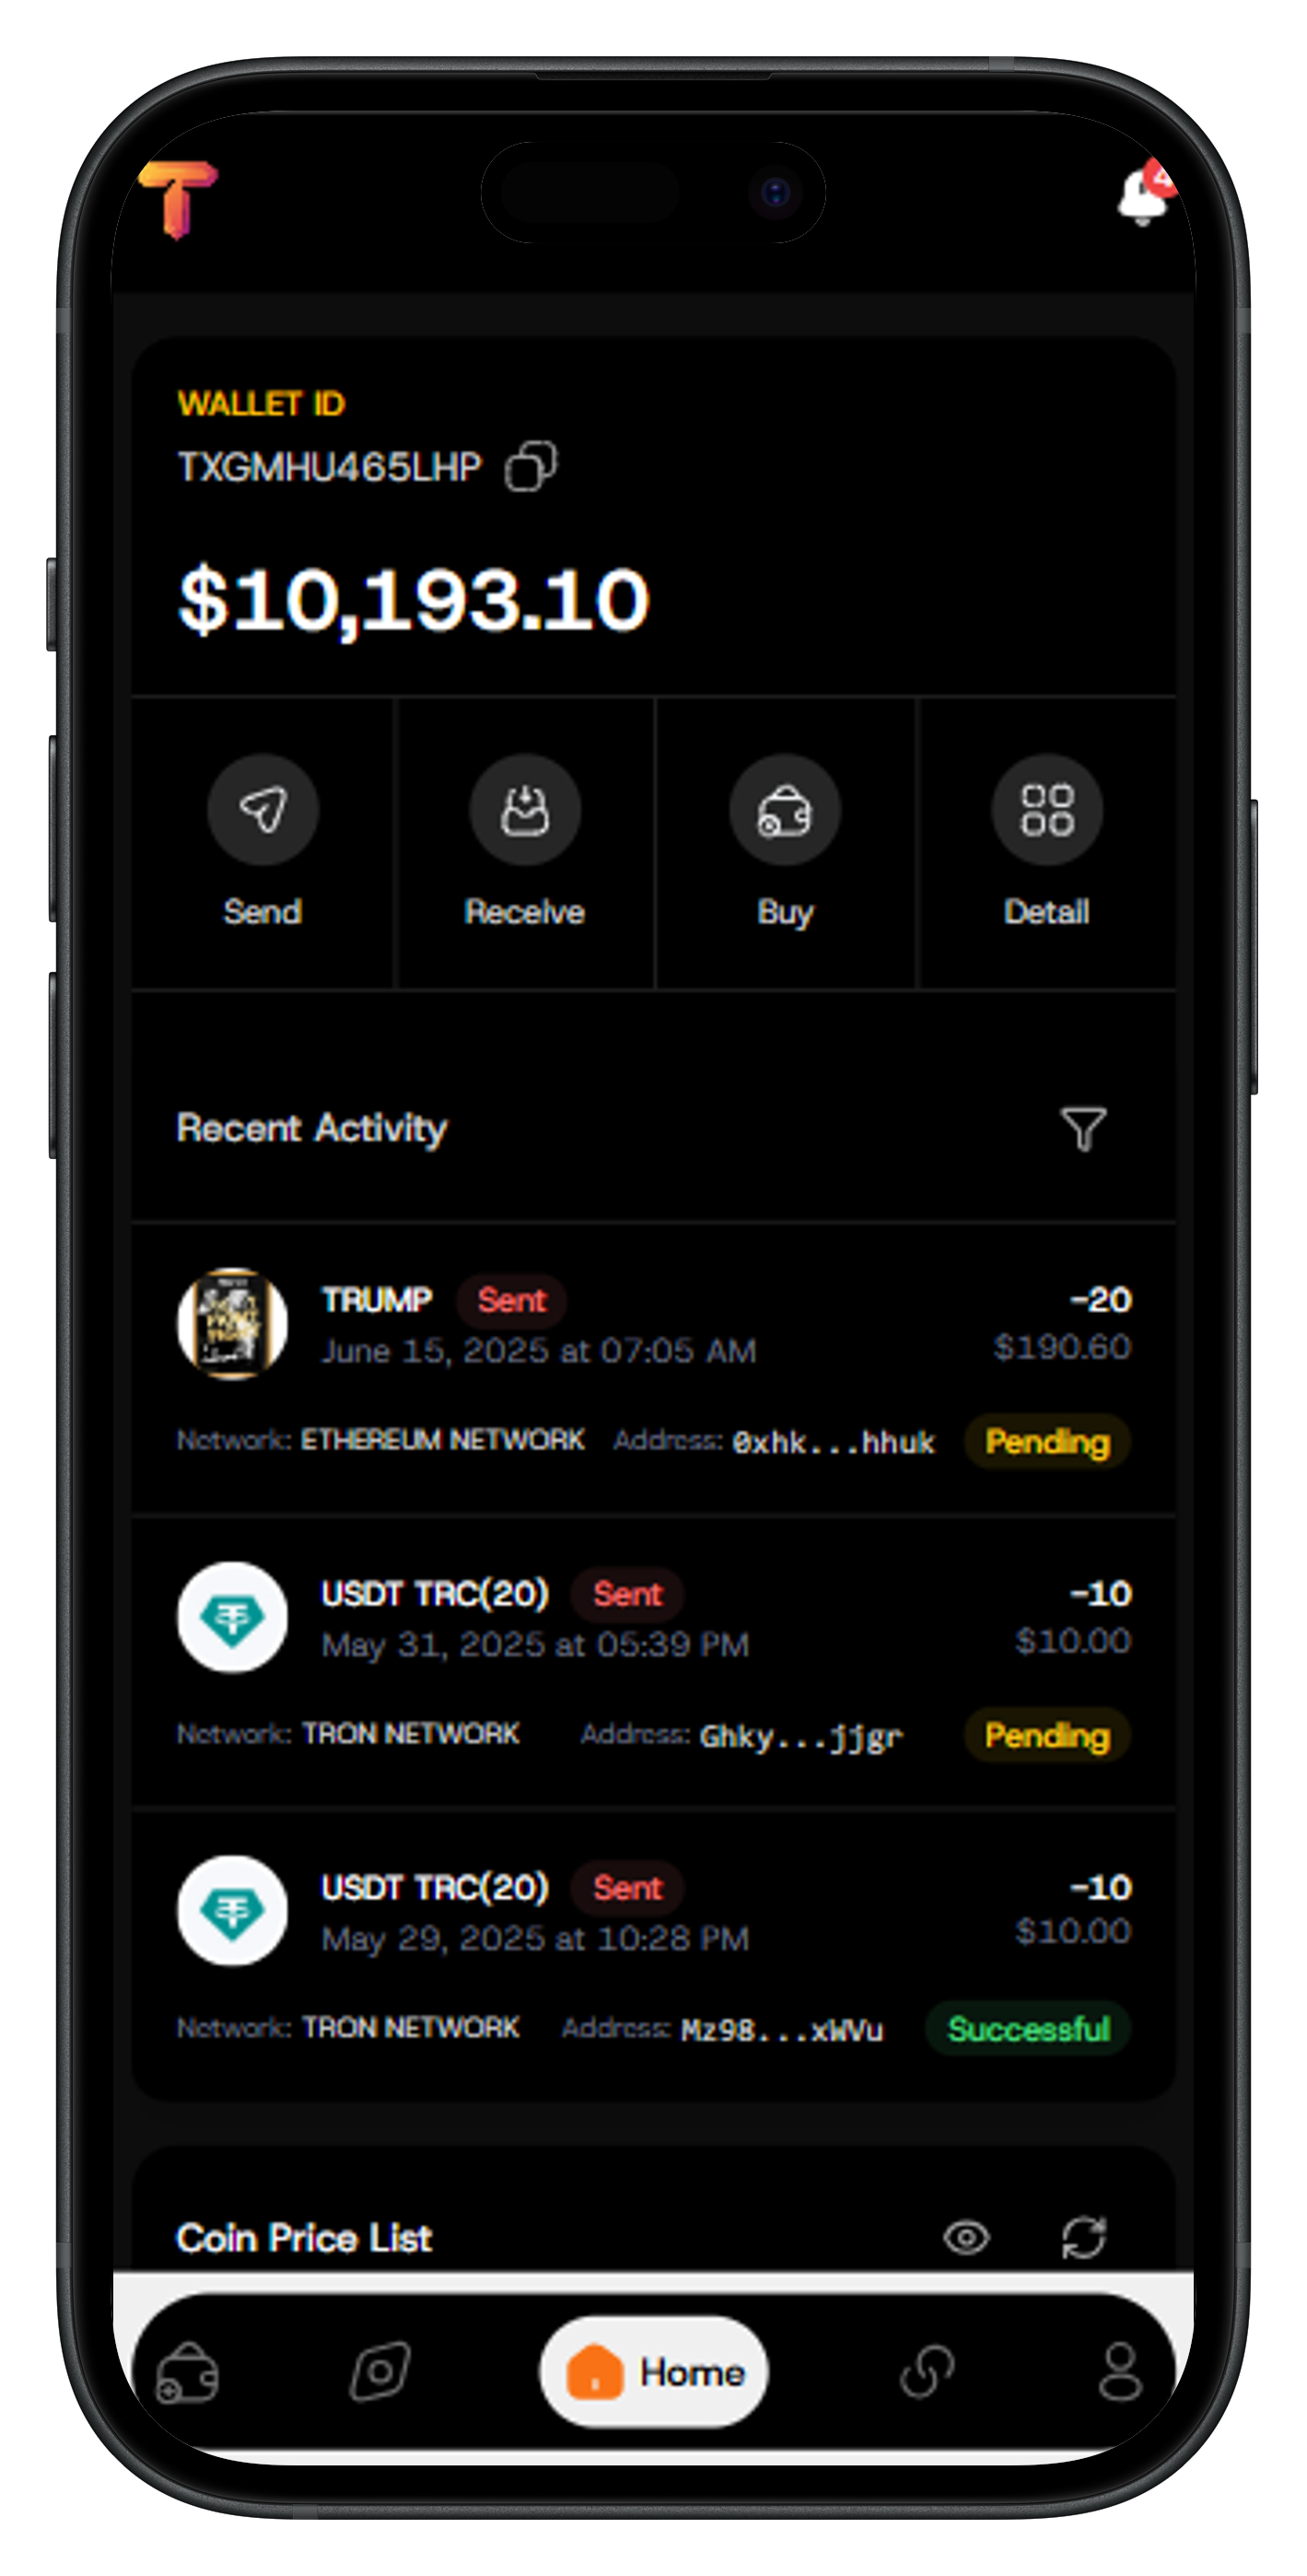 T
4
WALLET ID
TXGMHU465LHP
$10,193.10
Send Receive Buy Detail
Recent Activity
TRUMP Sent -20
June 15, 2025 at 07:05 AM $190.60
Network: ETHEREUM NETWORK Address: 0xhk...hhuk Pending
USDT TRC(20) Sent -10
May 31, 2025 at 05:39 PM $10.00
Network: TRON NETWORK Address: Ghky...jjgr Pending
USDT TRC(20) Sent -10
May 29, 2025 at 10:28 PM $10.00
Network: TRON NETWORK Address: Mz98...xWVu Successful
Coin Price List
Home